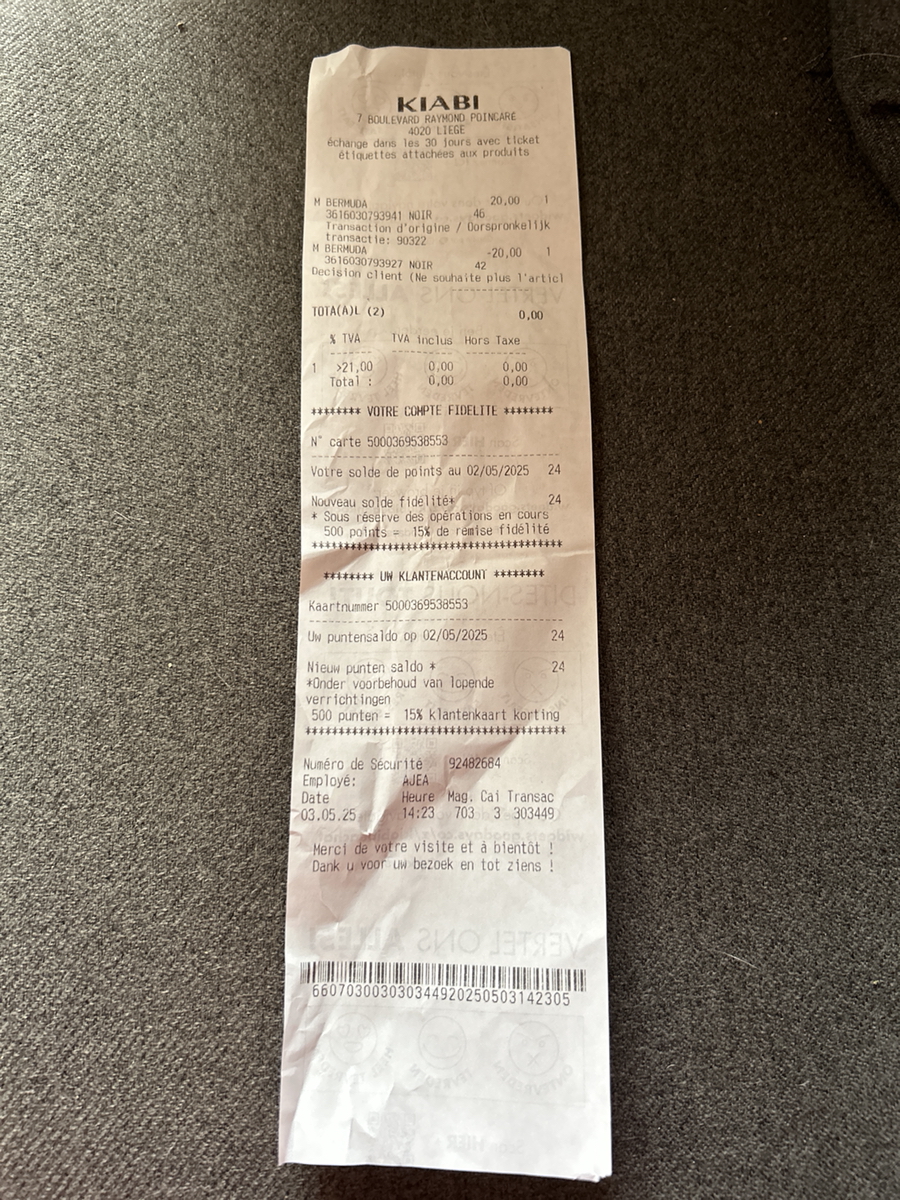 KIABI
7 BOULEVARD RAYMOND POINCARE
4020 LIEGE
échange dans les 30 jours avec ticket
étiquettes attachées aux produits
M BERMUDA 20,00 1
3616030793941 NOIR 46
Transaction d'origine / Oorspronkelijk
transactie: 90322
M BERMUDA -20,00 1
3616030793927 NOIR 42
Decision client (Ne souhaite plus l'articl
----------------
TOTA(A)L (2) 0,00
% TVA TVA inclus Hors Taxe
------- --------- --------
1 >21,00 0,00 0,00
Total : 0,00 0,00
******** VOTRE COMPTE FIDELITE ********
N° carte 5000369538553
----------------------------------------
Votre solde de points au 02/05/2025 24
Nouveau solde fidélité* 24
* Sous réserve des opérations en cours
500 points = 15% de remise fidélité
****************************************
******** UW KLANTENACCOUNT ********
Kaartnummer 5000369538553
----------------------------------------
Uw puntensaldo op 02/05/2025 24
Nieuw punten saldo * 24
*Onder voorbehoud van lopende
verrichtingen
500 punten = 15% klantenkaart korting
****************************************
Numéro de Sécurité 92482684
Employé: AJEA
Date Heure Mag. Cai Transac
03.05.25 14:23 703 3 303449
Merci de votre visite et à bientôt !
Dank u voor uw bezoek en tot ziens !
VERTEL ONS ALLES!
660703003030344920250503142305